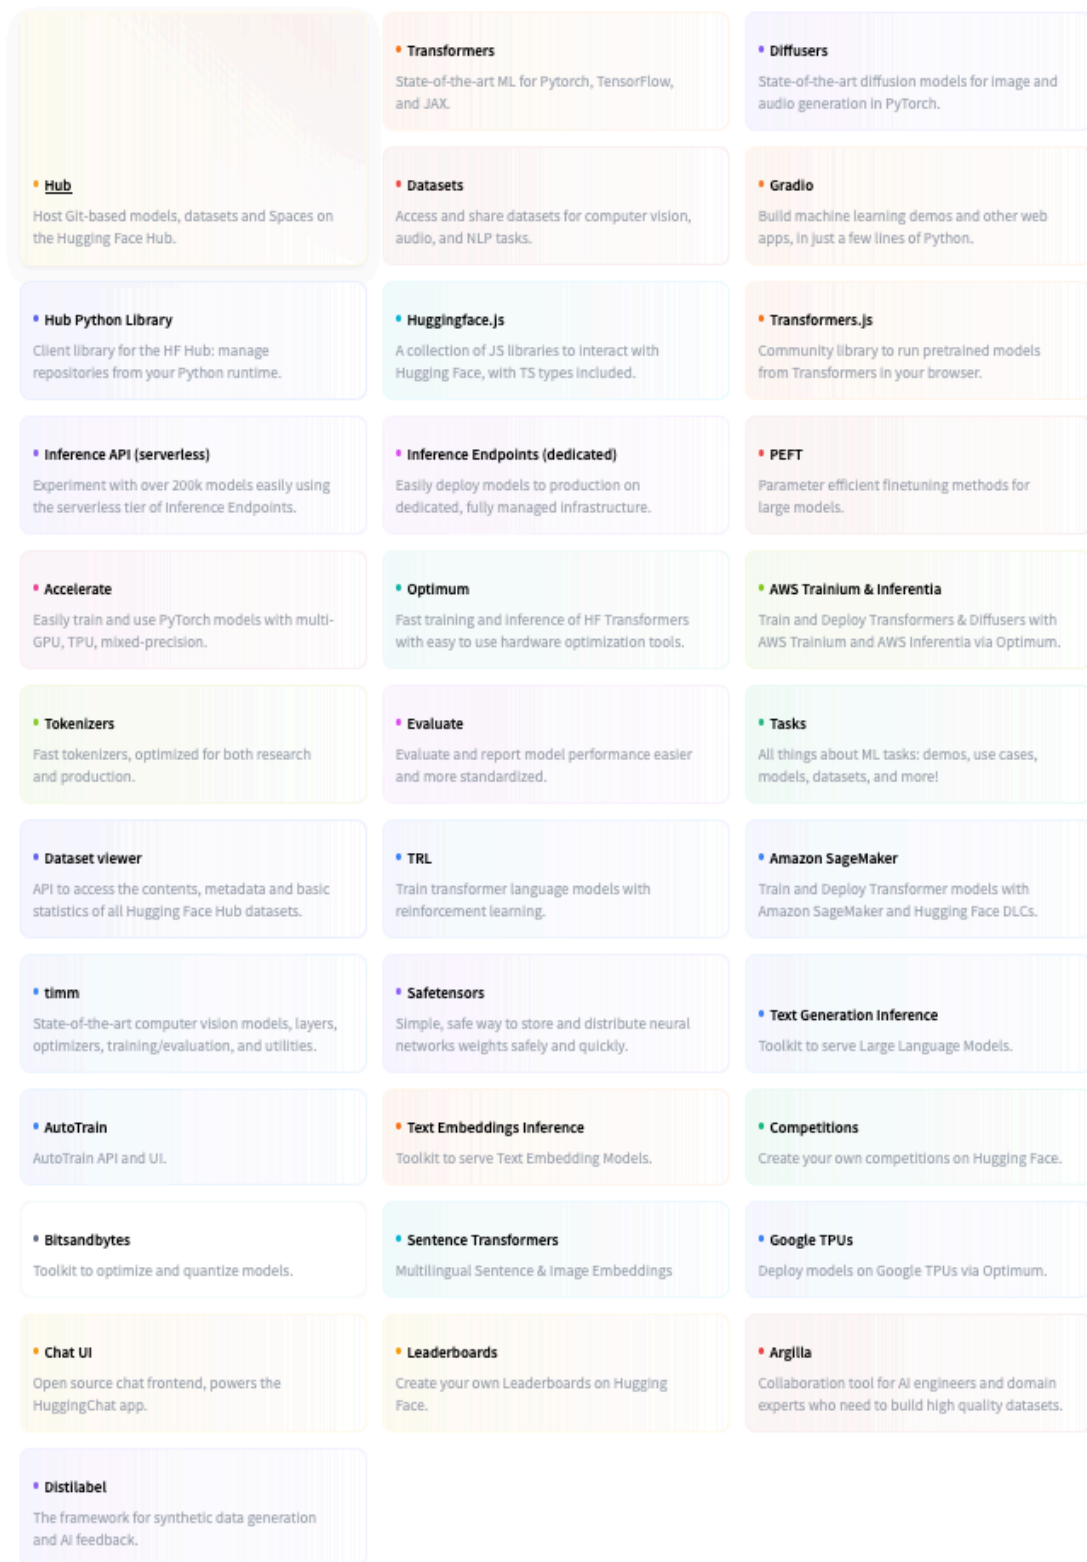 Transformers
State-of-the-art ML for Pytorch, TensorFlow,
and JAX.
Diffusers
State-of-the-art diffusion models for image and
audio generation in PyTorch.
Hub
Host Git-based models, datasets and Spaces on
the Hugging Face Hub.
Datasets
Access and share datasets for computer vision,
audio, and NLP tasks.
Gradio
Build machine learning demos and other web
apps, in just a few lines of Python.
Hub Python Library
Client library for the HF Hub: manage
repositories from your Python runtime.
Huggingface.js
A collection of JS libraries to interact with
Hugging Face, with TS types included.
Transformers.js
Community library to run pretrained models
from Transformers in your browser.
Inference API (serverless)
Experiment with over 200k models easily using
the serverless tier of Inference Endpoints.
Inference Endpoints (dedicated)
Easily deploy models to production on
dedicated, fully managed infrastructure.
PEFT
Parameter efficient finetuning methods for
large models.
Accelerate
Easily train and use PyTorch models with multi-
GPU, TPU, mixed-precision.
Optimum
Fast training and inference of HF Transformers
with easy to use hardware optimization tools.
AWS Trainium & Inferentia
Train and Deploy Transformers & Diffusers with
AWS Trainium and AWS Inferentia via Optimum.
Tokenizers
Fast tokenizers, optimized for both research
and production.
Evaluate
Evaluate and report model performance easier
and more standardized.
Tasks
All things about ML tasks: demos, use cases,
models, datasets, and more!
Dataset viewer
API to access the contents, metadata and basic
statistics of all Hugging Face Hub datasets.
TRL
Train transformer language models with
reinforcement learning.
Amazon SageMaker
Train and Deploy Transformer models with
Amazon SageMaker and Hugging Face DLCs.
timm
State-of-the-art computer vision models, layers,
optimizers, training/evaluation, and utilities.
Safetensors
Simple, safe way to store and distribute neural
networks weights safely and quickly.
Text Generation Inference
Toolkit to serve Large Language Models.
AutoTrain
AutoTrain API and UI.
Text Embeddings Inference
Toolkit to serve Text Embedding Models.
Competitions
Create your own competitions on Hugging Face.
Bitsandbytes
Toolkit to optimize and quantize models.
Sentence Transformers
Multilingual Sentence & Image Embeddings
Google TPUs
Deploy models on Google TPUs via Optimum.
Chat UI
Open source chat frontend, powers the
HuggingChat app.
Leaderboards
Create your own Leaderboards on Hugging
Face.
Argilla
Collaboration tool for AI engineers and domain
experts who need to build high quality datasets.
Distilabel
The framework for synthetic data generation
and AI feedback.